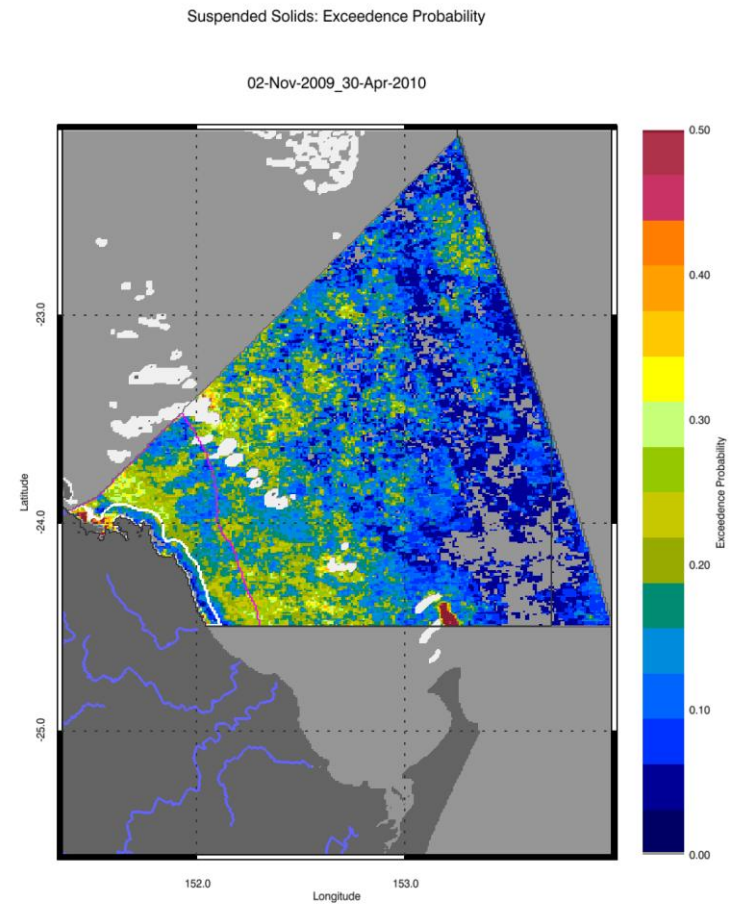 Suspended Solids: Exceedence Probability
02-Nov-2009_30-Apr-2010
0.50
0.40
0.30
0.20
0.10
0.00
Exceedence Probability
-23.0
-24.0
-25.0
Latitude
152.0
153.0
Longitude